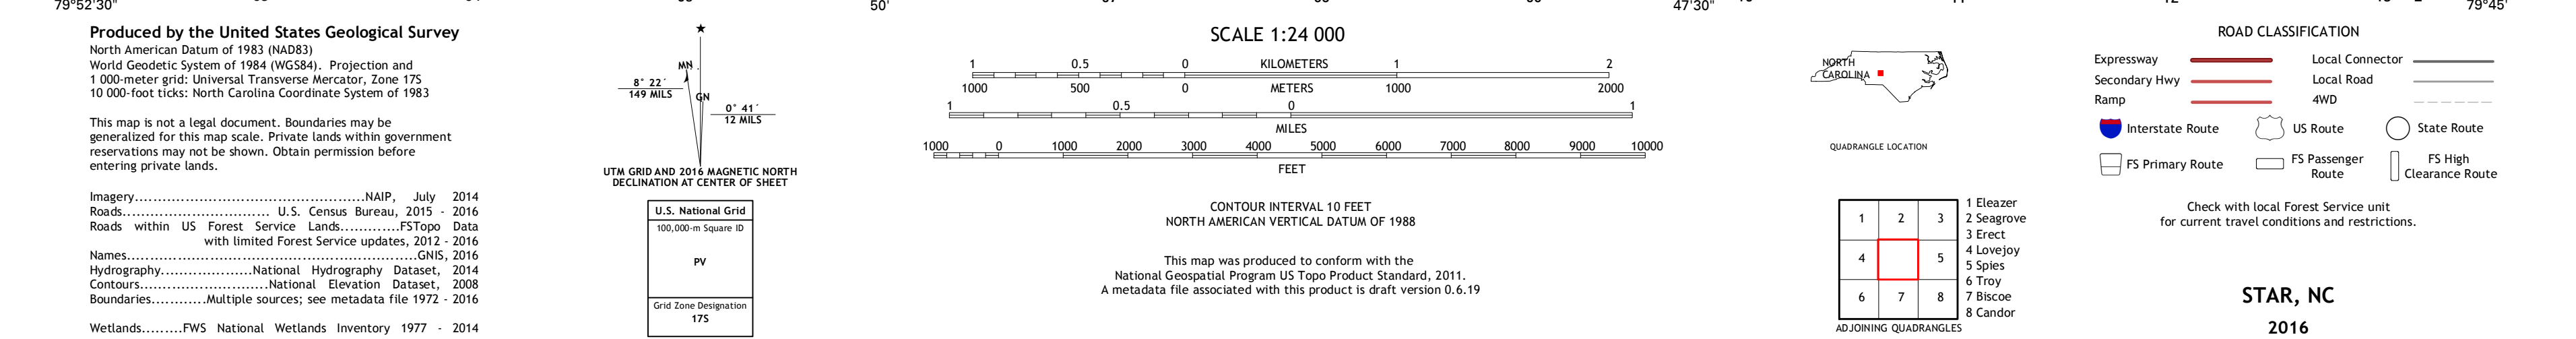 79°52'30"
50'
47'30"
79°45'
Produced by the United States Geological Survey
North American Datum of 1983 (NAD83)
World Geodetic System of 1984 (WGS84). Projection and
1 000-meter grid: Universal Transverse Mercator, Zone 17S
10 000-foot ticks: North Carolina Coordinate System of 1983
This map is not a legal document. Boundaries may be
generalized for this map scale. Private lands within government
reservations may not be shown. Obtain permission before
entering private lands.
Imagery.................................................NAIP, July 2014
Roads................................ U.S. Census Bureau, 2015 - 2016
Roads within US Forest Service Lands............FSTopo Data
with limited Forest Service updates, 2012 - 2016
Names....................................................................GNIS, 2016
Hydrography....................National Hydrography Dataset, 2014
Contours............................National Elevation Dataset, 2008
Boundaries...........Multiple sources; see metadata file 1972 - 2016
Wetlands.........FWS National Wetlands Inventory 1977 - 2014
MN
8° 22´
149 MILS
GN
0° 41´
12 MILS
UTM GRID AND 2016 MAGNETIC NORTH
DECLINATION AT CENTER OF SHEET
U.S. National Grid
100,000-m Square ID
PV
Grid Zone Designation
17S
SCALE 1:24 000
1 0.5 0 KILOMETERS 1 2
1000 500 0 METERS 1000 2000
1 0.5 0 1
MILES
1000 0 1000 2000 3000 4000 5000 6000 7000 8000 9000 10000
FEET
CONTOUR INTERVAL 10 FEET
NORTH AMERICAN VERTICAL DATUM OF 1988
This map was produced to conform with the
National Geospatial Program US Topo Product Standard, 2011.
A metadata file associated with this product is draft version 0.6.19
NORTH
CAROLINA
QUADRANGLE LOCATION
1 2 3
4 5
6 7 8
1 Eleazer
2 Seagrove
3 Erect
4 Lovejoy
5 Spies
6 Troy
7 Biscoe
8 Candor
ADJOINING QUADRANGLES
ROAD CLASSIFICATION
Expressway
Local Connector
Secondary Hwy
Local Road
Ramp
4WD
Interstate Route
US Route
State Route
FS Primary Route
FS Passenger
Route
FS High
Clearance Route
Check with local Forest Service unit
for current travel conditions and restrictions.
STAR, NC
2016